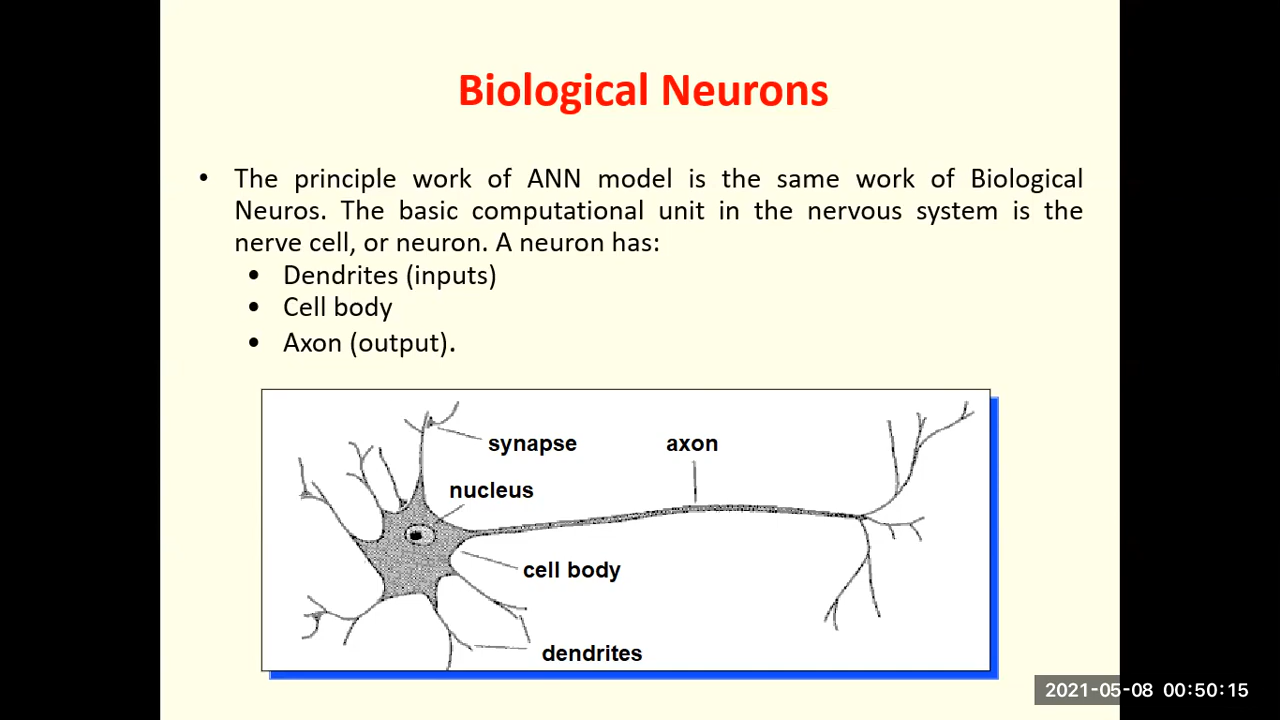 Biological Neurons
• The principle work of ANN model is the same work of Biological
Neuros. The basic computational unit in the nervous system is the
nerve cell, or neuron. A neuron has:
• Dendrites (inputs)
• Cell body
• Axon (output).
synapse
axon
nucleus
cell body
dendrites
2021-05-08 00:50:15